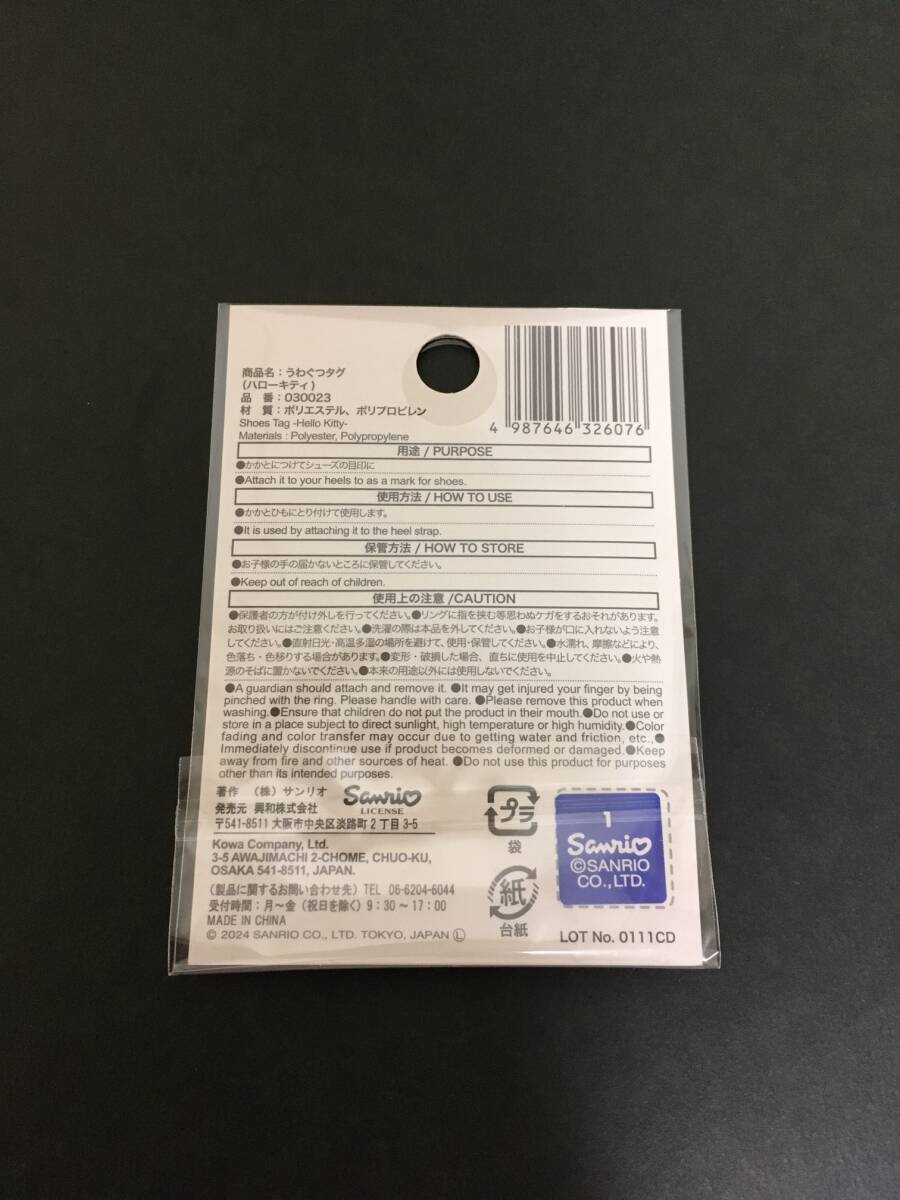 商品名：うわぐつタグ
(ハローキティ)
品 番：030023
材 質：ポリエステル、ポリプロピレン
Shoes Tag -Hello Kitty-
Materials : Polyester, Polypropylene
4 987646 326076
用途 / PURPOSE
●かかとにつけてシューズの目印に
●Attach it to your heels to as a mark for shoes.
使用方法 / HOW TO USE
●かかとひもにとり付けて使用します。
●It is used by attaching it to the heel strap.
保管方法 / HOW TO STORE
●お子様の手の届かないところに保管してください。
●Keep out of reach of children.
使用上の注意 /CAUTION
●保護者の方が付け外しを行ってください。●リングに指を挟む等思わぬケガをするおそれがあります。
お取り扱いにはご注意ください。●洗濯の際は本品を外してください。●お子様が口に入れないよう注意
してください。●直射日光・高温多湿の場所を避けて、使用・保管してください。●水濡れ、摩擦などにより、
色落ち・色移りする場合があります。●変形・破損した場合、直ちに使用を中止してください。●火や熱
源のそばに置かないでください。●本来の用途以外には使用しないでください。
●A guardian should attach and remove it. ●It may get injured your finger by being
pinched with the ring. Please handle with care. ●Please remove this product when
washing.●Ensure that children do not put the product in their mouth.●Do not use or
store in a place subject to direct sunlight, high temperature or high humidity.●Color
fading and color transfer may occur due to getting water and friction, etc.,●
Immediately discontinue use if product becomes deformed or damaged.●Keep
away from fire and other sources of heat. ●Do not use this product for purposes
other than its intended purposes.
著作 （株）サンリオ
発売元 興和株式会社
Sanrio
LICENSE
〒541-8511 大阪市中央区淡路町２丁目3-5
Kowa Company, Ltd.
3-5 AWAJIMACHI 2-CHOME, CHUO-KU,
OSAKA 541-8511, JAPAN.
(製品に関するお問い合わせ先) TEL 06-6204-6044
受付時間：月～金（祝日を除く）9：30～17：00
MADE IN CHINA
© 2024 SANRIO CO., LTD. TOKYO, JAPAN Ⓛ
プラ
袋
紙
台紙
1
Sanrio
©SANRIO
CO.,LTD.
LOT No. 0111CD